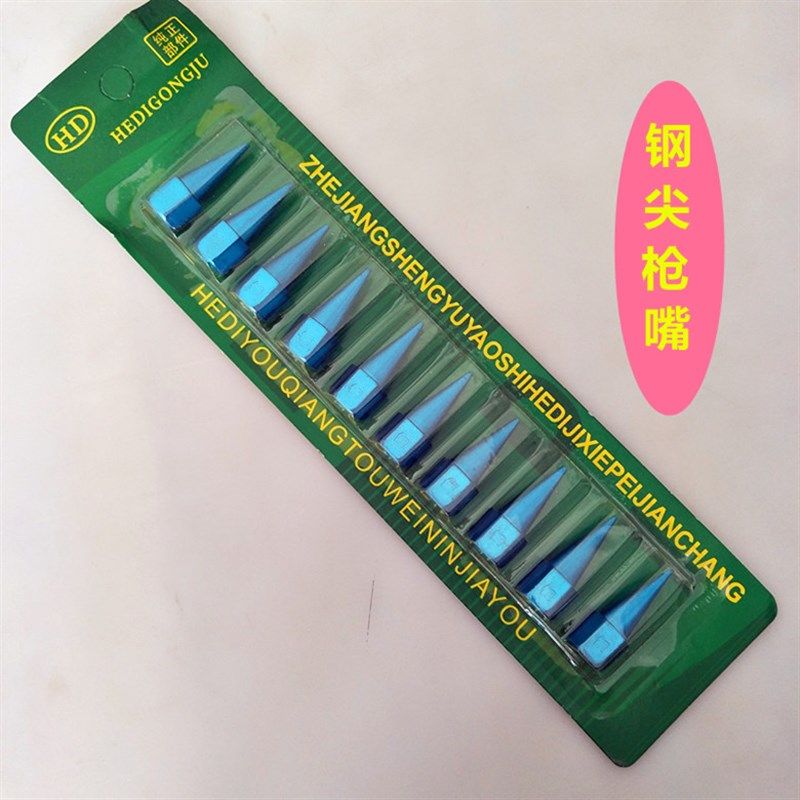 纯正
部件
HD
HEDIGONGJU
ZHEJIANGSHENGYUYAOSHIHEDIJIXIEPEIJIANCHANG
HEDIYOUQIANGTOUWEININJIAYOU
钢尖枪嘴